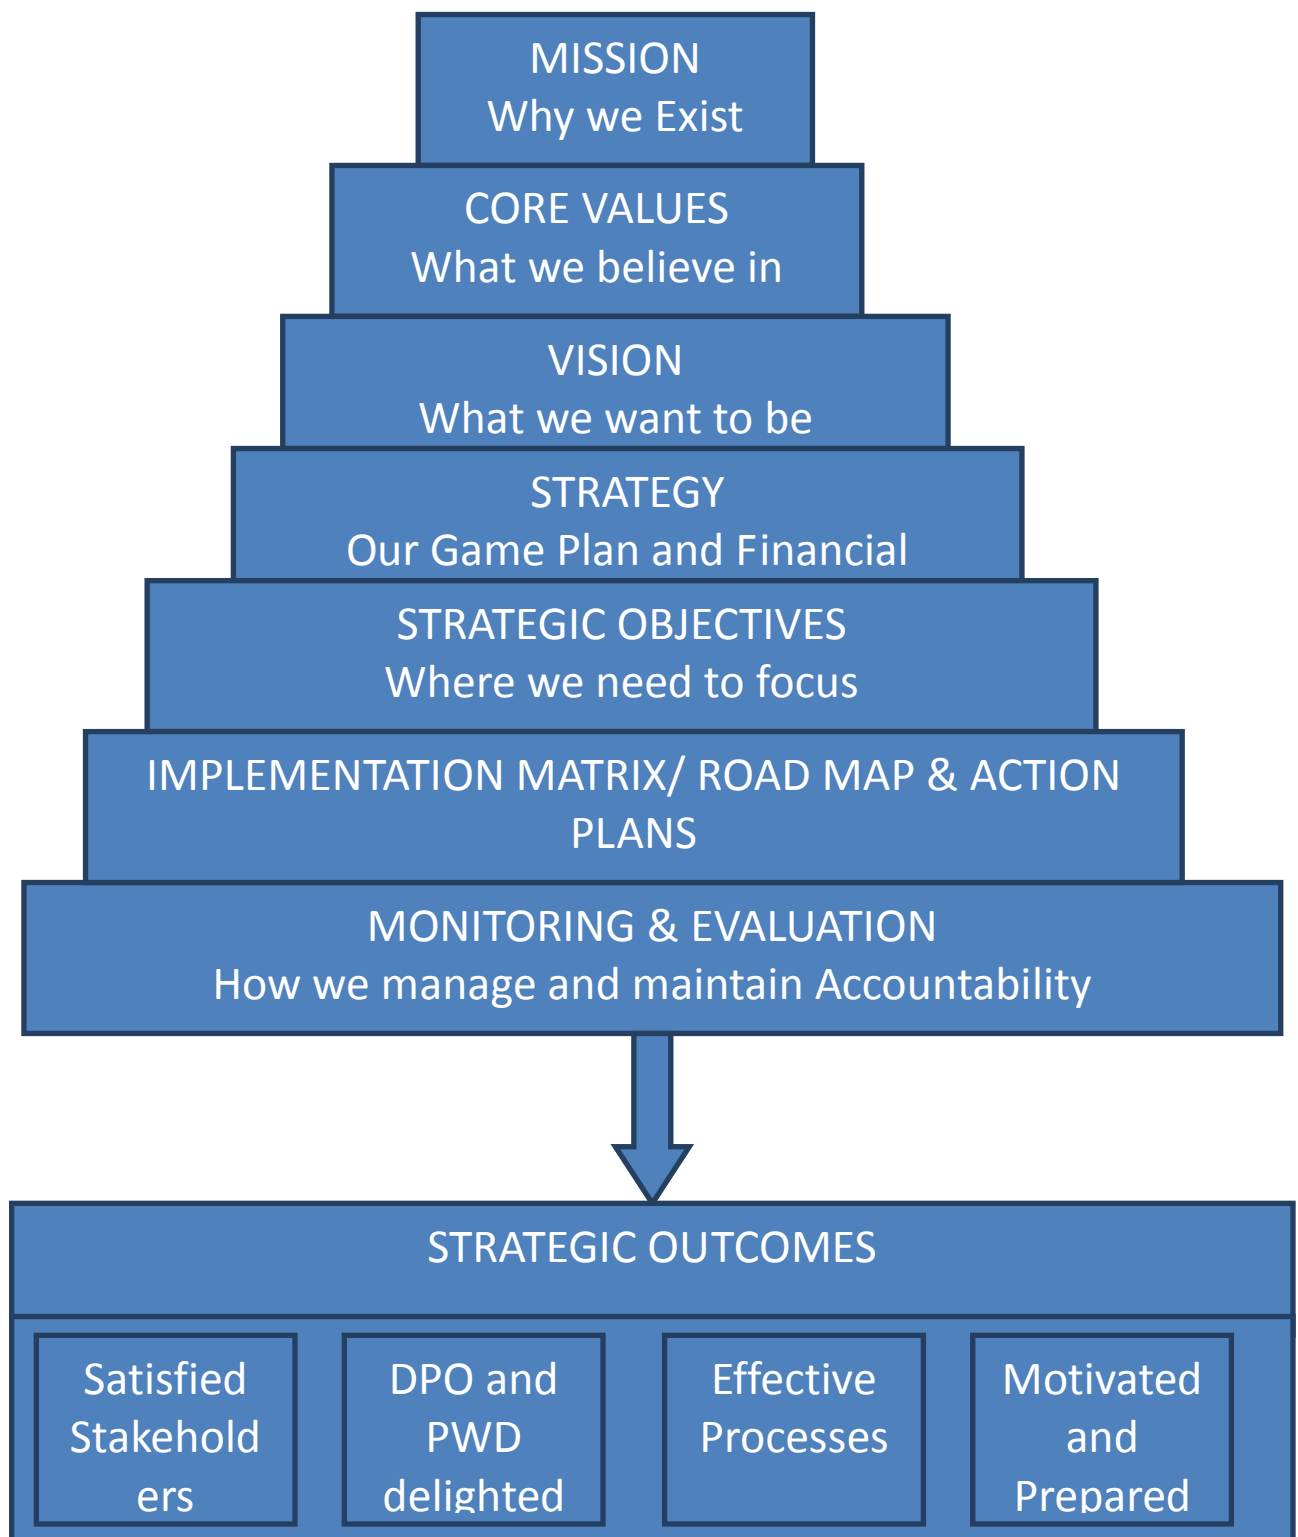 MISSION
Why we Exist
CORE VALUES
What we believe in
VISION
What we want to be
STRATEGY
Our Game Plan and Financial
STRATEGIC OBJECTIVES
Where we need to focus
IMPLEMENTATION MATRIX/ ROAD MAP & ACTION
PLANS
MONITORING & EVALUATION
How we manage and maintain Accountability
STRATEGIC OUTCOMES
Satisfied
Stakehold
ers
DPO and
PWD
delighted
Effective
Processes
Motivated
and
Prepared